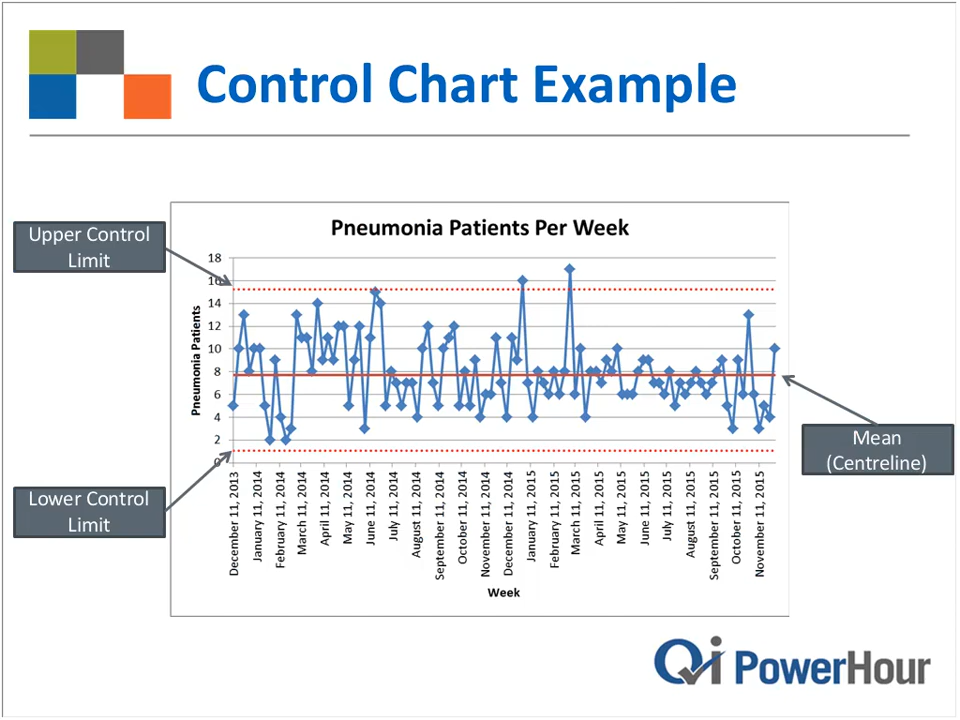 Control Chart Example
Upper Control
Limit
Pneumonia Patients Per Week
18
16
14
12
10
8
6
4
2
0
Pneumonia Patients
December 11, 2013
January 11, 2014
February 11, 2014
March 11, 2014
April 11, 2014
May 11, 2014
June 11, 2014
July 11, 2014
August 11, 2014
September 11, 2014
October 11, 2014
November 11, 2014
December 11, 2014
January 11, 2015
February 11, 2015
March 11, 2015
April 11, 2015
May 11, 2015
June 11, 2015
July 11, 2015
August 11, 2015
September 11, 2015
October 11, 2015
November 11, 2015
Week
Mean
(Centreline)
Lower Control
Limit
Qi PowerHour